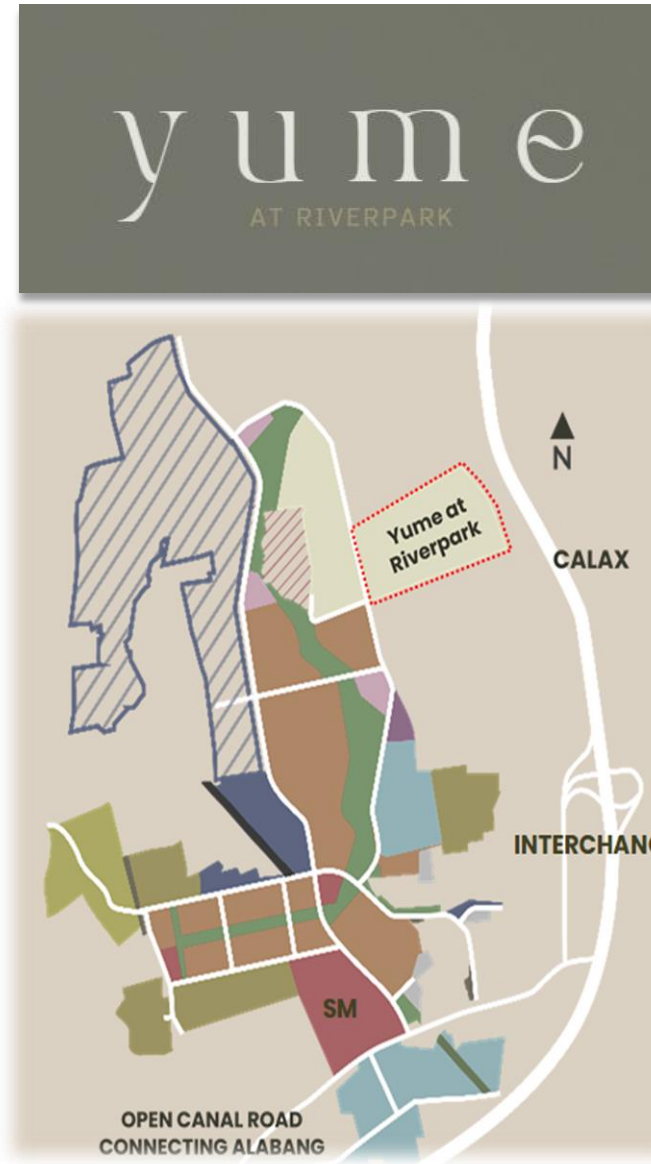 yume
AT RIVERPARK
N
Yume at
Riverpark
CALAX
INTERCHANG
SM
OPEN CANAL ROAD
CONNECTING ALABANG